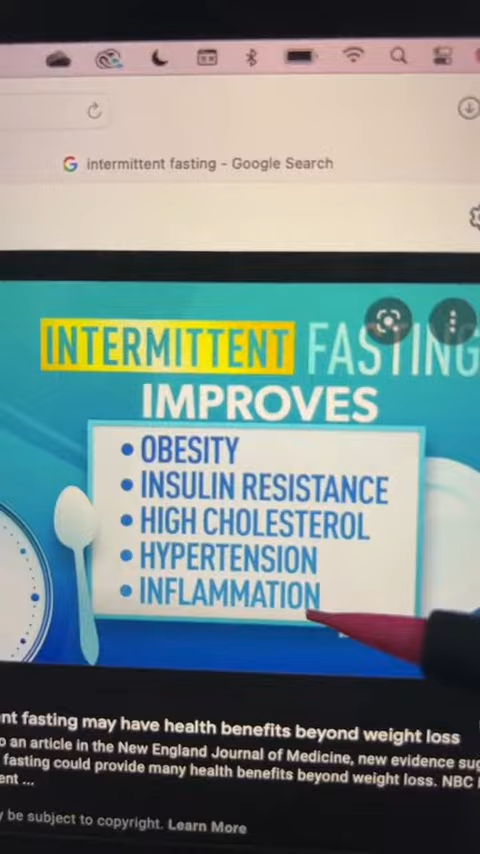 intermittent fasting - Google Search
INTERMITTENT FASTING
IMPROVES
• OBESITY
• INSULIN RESISTANCE
• HIGH CHOLESTEROL
• HYPERTENSION
• INFLAMMATION
nt fasting may have health benefits beyond weight loss
o an article in the New England Journal of Medicine, new evidence sug
fasting could provide many health benefits beyond weight loss. NBC
ent ...
y be subject to copyright. Learn More